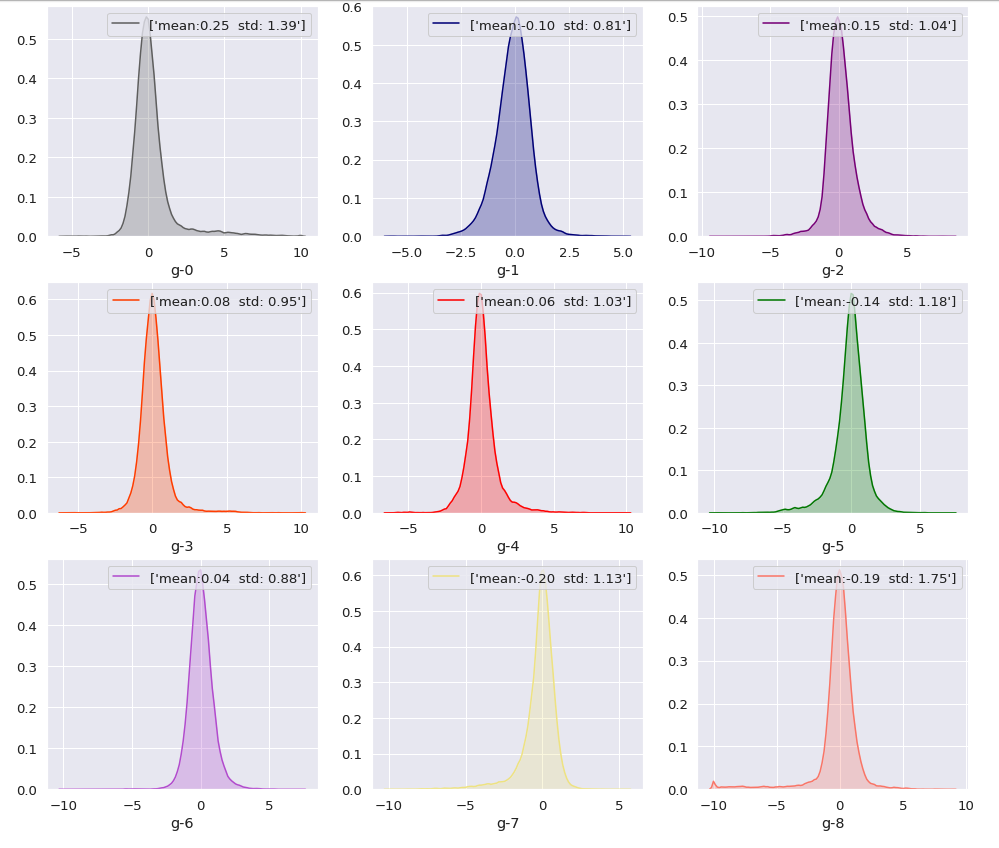 ['mean:0.25 std: 1.39']
0.5
0.4
0.3
0.2
0.1
0.0
−5 0 5 10
g-0
['mean:-0.10 std: 0.81']
0.6
0.5
0.4
0.3
0.2
0.1
0.0
−5.0 −2.5 0.0 2.5 5.0
g-1
['mean:0.15 std: 1.04']
0.5
0.4
0.3
0.2
0.1
0.0
−10 −5 0 5
g-2
['mean:0.08 std: 0.95']
0.6
0.5
0.4
0.3
0.2
0.1
0.0
−5 0 5 10
g-3
['mean:0.06 std: 1.03']
0.6
0.5
0.4
0.3
0.2
0.1
0.0
−5 0 5 10
g-4
['mean:-0.14 std: 1.18']
0.5
0.4
0.3
0.2
0.1
0.0
−10 −5 0 5
g-5
['mean:0.04 std: 0.88']
0.5
0.4
0.3
0.2
0.1
0.0
−10 −5 0 5
g-6
['mean:-0.20 std: 1.13']
0.6
0.5
0.4
0.3
0.2
0.1
0.0
−10 −5 0 5
g-7
['mean:-0.19 std: 1.75']
0.5
0.4
0.3
0.2
0.1
0.0
−10 −5 0 5 10
g-8